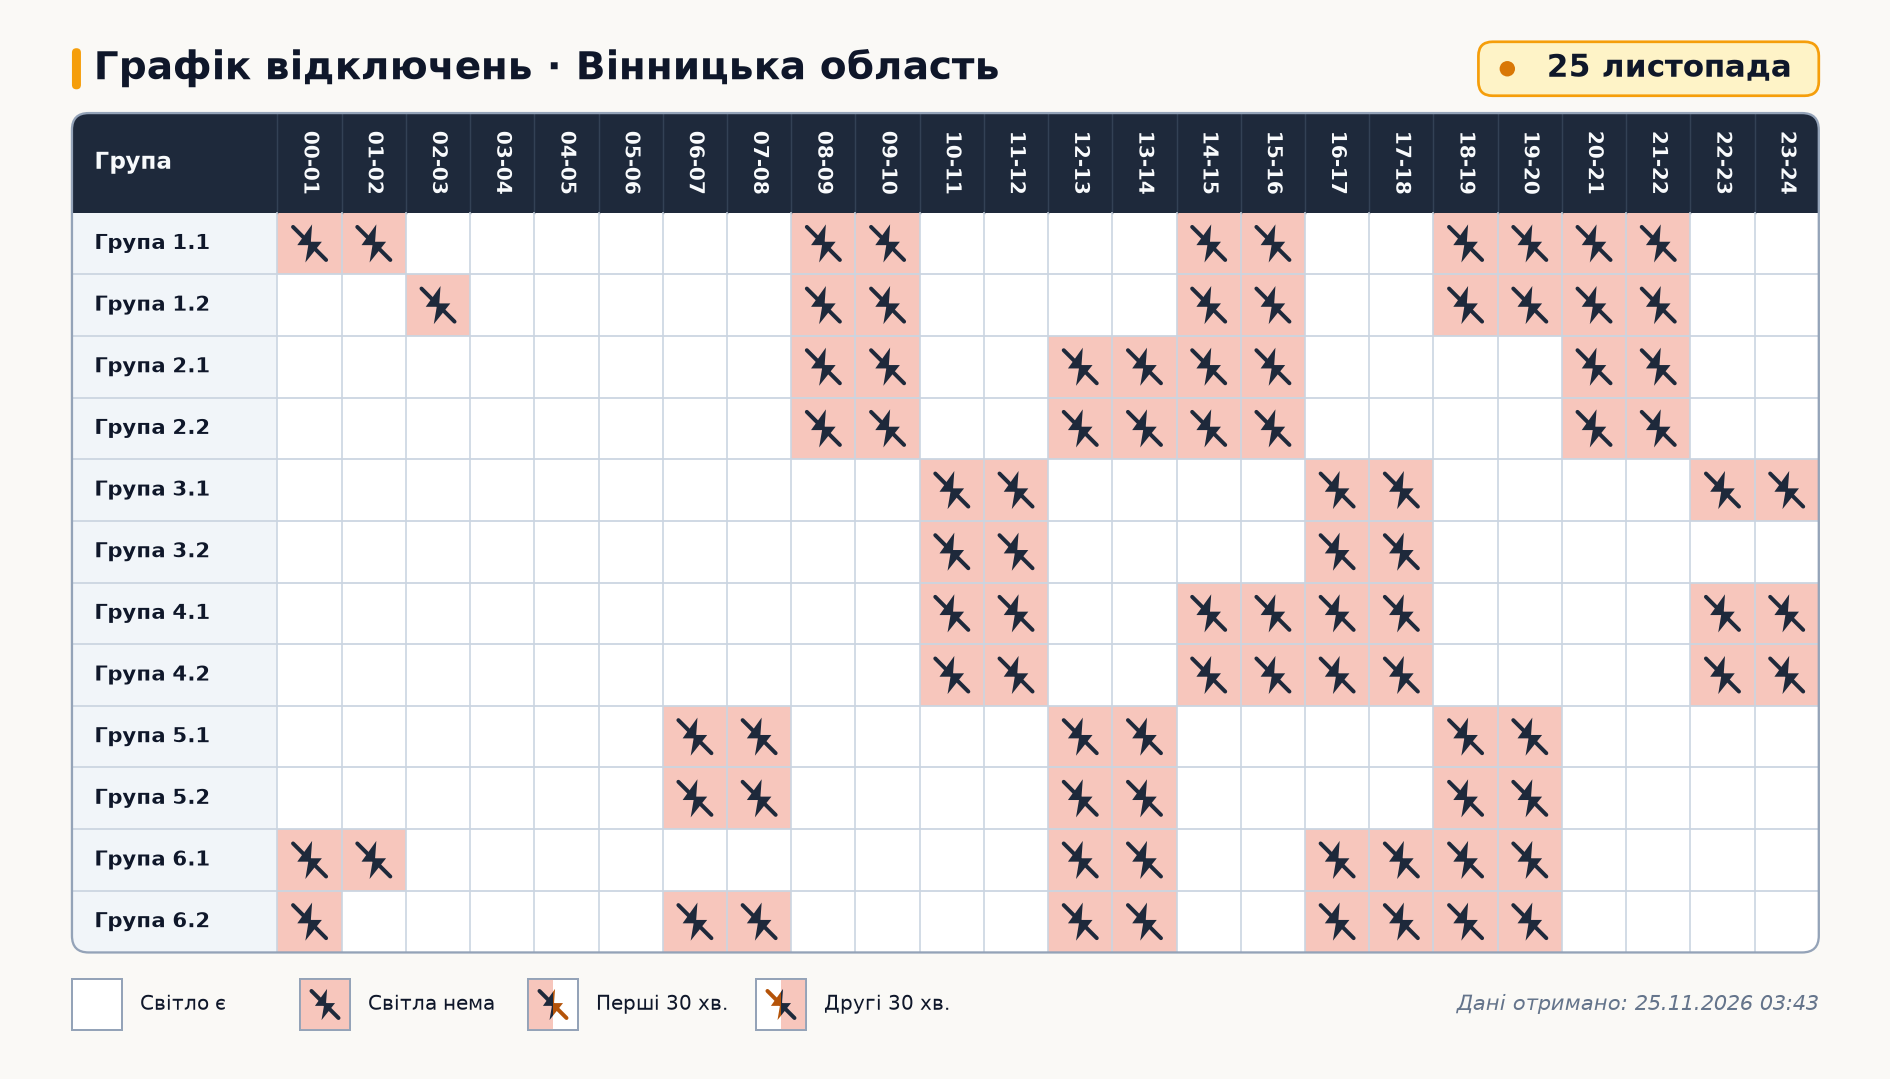 Графік відключень · Вінницька область
25 листопада
Група 00-01 01-02 02-03 03-04 04-05 05-06 06-07 07-08 08-09 09-10 10-11 11-12 12-13 13-14 14-15 15-16 16-17 17-18 18-19 19-20 20-21 21-22 22-23 23-24
Група 1.1
Група 1.2
Група 2.1
Група 2.2
Група 3.1
Група 3.2
Група 4.1
Група 4.2
Група 5.1
Група 5.2
Група 6.1
Група 6.2
Світло є Світла нема Перші 30 хв. Другі 30 хв. Дані отримано: 25.11.2026 03:43